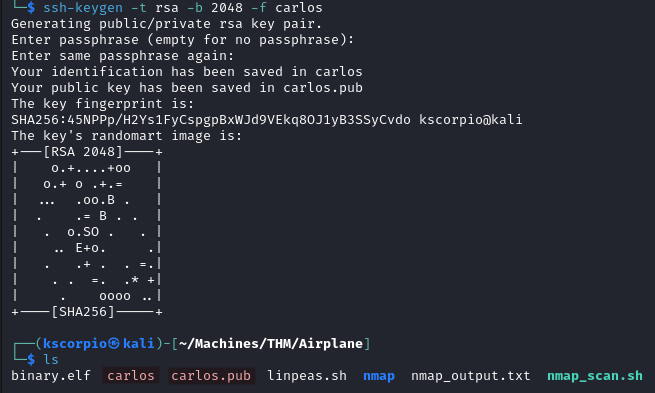 └─$ ssh-keygen -t rsa -b 2048 -f carlos
Generating public/private rsa key pair.
Enter passphrase (empty for no passphrase):
Enter same passphrase again:
Your identification has been saved in carlos
Your public key has been saved in carlos.pub
The key fingerprint is:
SHA256:45NPPp/H2Ys1FyCspgpBxWJd9VEkq8OJ1yB3SSyCvdo kscorpio@kali
The key's randomart image is:
+---[RSA 2048]----+
|    o.+....+oo   |
|   o.+ o .+.=    |
|  ...  .oo.B .   |
|  .    .= B . .  |
|   .  o.SO .   . |
|    .. E+o.     .|
|   .   .+ .  . =.|
|    . .  =.  .* +|
|     .    oooo ..|
+----[SHA256]-----+
┌──(kscorpio㉿kali)-[~/Machines/THM/Airplane]
└─$ ls
binary.elf  carlos  carlos.pub  linpeas.sh  nmap  nmap_output.txt  nmap_scan.sh